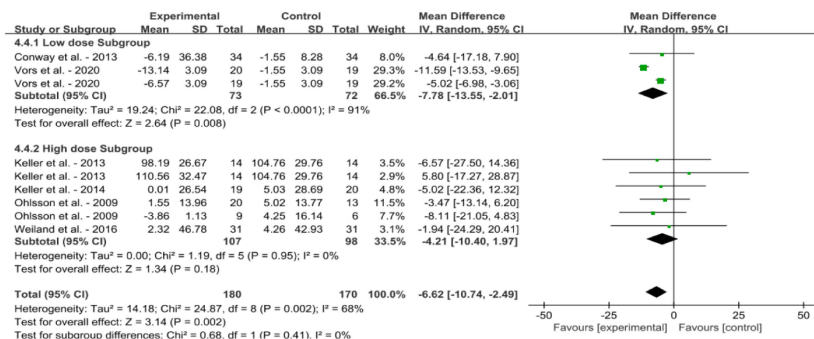 Experimental Control Mean Difference Mean Difference
Study or Subgroup Mean SD Total Mean SD Total Weight IV, Random, 95% CI IV, Random, 95% CI
4.4.1 Low dose Subgroup
Conway et al. - 2013 -6.19 36.38 34 -1.55 8.28 34 8.0% -4.64 [-17.18, 7.90]
Vors et al. - 2020 -13.14 3.09 20 -1.55 3.09 19 29.3% -11.59 [-13.53, -9.65]
Vors et al. - 2020 -6.57 3.09 19 -1.55 3.09 19 29.2% -5.02 [-6.98, -3.06]
Subtotal (95% CI) 73 72 66.5% -7.78 [-13.55, -2.01]
Heterogeneity: Tau² = 19.24; Chi² = 22.08, df = 2 (P < 0.0001); I² = 91%
Test for overall effect: Z = 2.64 (P = 0.008)
4.4.2 High dose Subgroup
Keller et al. - 2013 98.19 26.67 14 104.76 29.76 14 3.5% -6.57 [-27.50, 14.36]
Keller et al. - 2013 110.56 32.47 14 104.76 29.76 14 2.9% 5.80 [-17.27, 28.87]
Keller et al. - 2014 0.01 26.54 19 5.03 28.69 20 4.8% -5.02 [-22.36, 12.32]
Ohlsson et al. - 2009 1.55 13.96 20 5.02 13.77 13 11.5% -3.47 [-13.14, 6.20]
Ohlsson et al. - 2009 -3.86 1.13 9 4.25 16.14 6 7.7% -8.11 [-21.05, 4.83]
Weiland et al. - 2016 2.32 46.78 31 4.26 42.93 31 3.1% -1.94 [-24.29, 20.41]
Subtotal (95% CI) 107 98 33.5% -4.21 [-10.40, 1.97]
Heterogeneity: Tau² = 0.00; Chi² = 1.19, df = 5 (P = 0.95); I² = 0%
Test for overall effect: Z = 1.34 (P = 0.18)
Total (95% CI) 180 170 100.0% -6.62 [-10.74, -2.49]
Heterogeneity: Tau² = 14.18; Chi² = 24.87, df = 8 (P = 0.002); I² = 68%
Test for overall effect: Z = 3.14 (P = 0.002)
Test for subgroup differences: Chi² = 0.68, df = 1 (P = 0.41), I² = 0%
-50 -25 0 25 50
Favours [experimental] Favours [control]